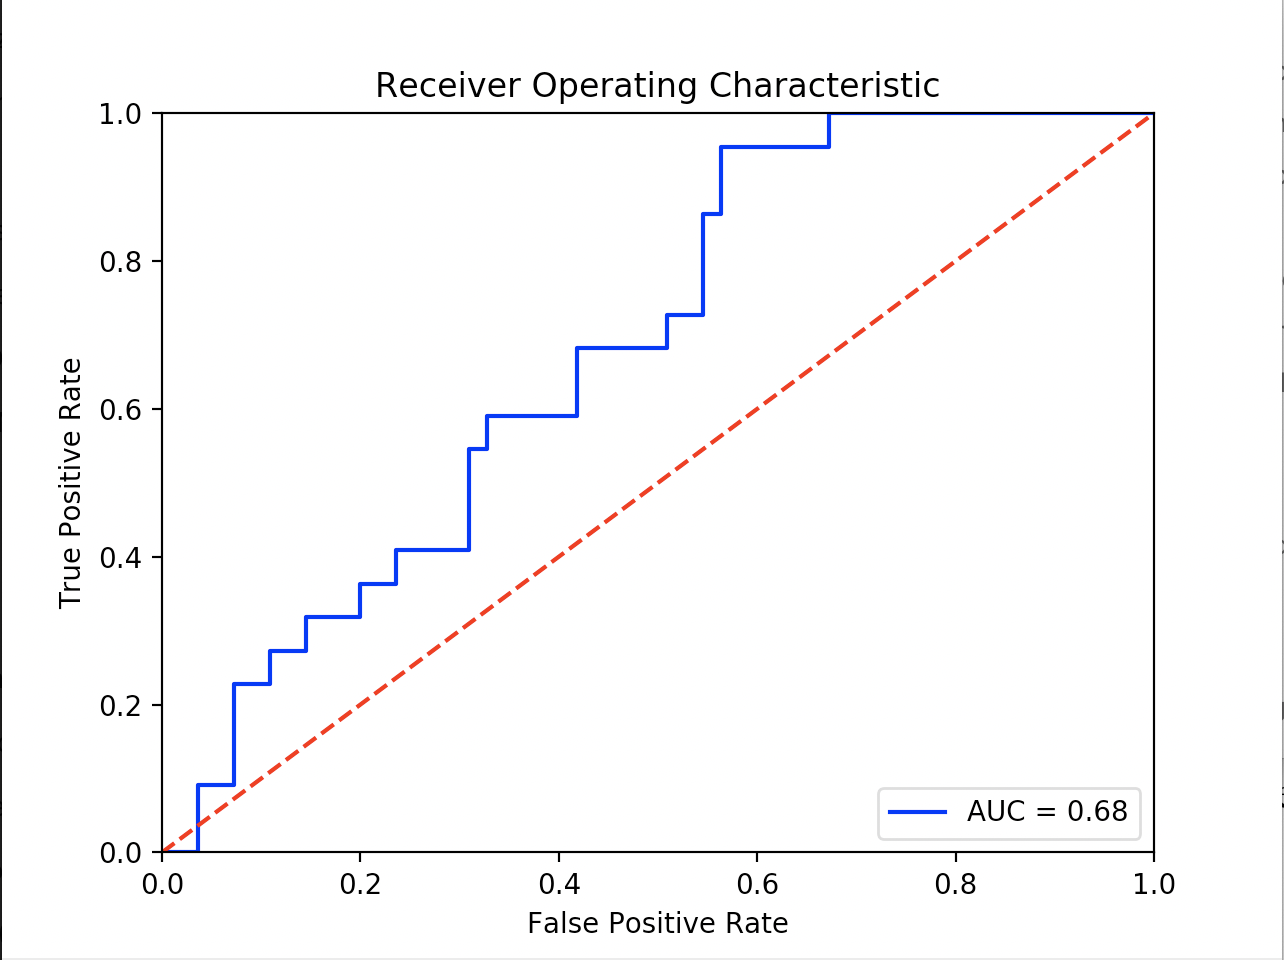 Receiver Operating Characteristic
1.0
0.8
0.6
0.4
0.2
0.0
True Positive Rate
AUC = 0.68
0.0 0.2 0.4 0.6 0.8 1.0
False Positive Rate